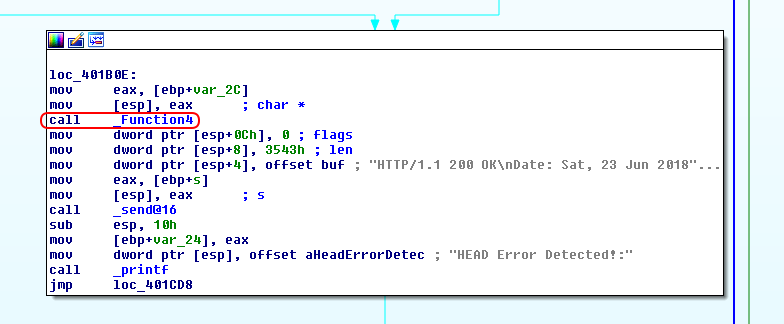 loc_401B0E:
mov eax, [ebp+var_2C]
mov [esp], eax ; char *
call _Function4
mov dword ptr [esp+0Ch], 0 ; flags
mov dword ptr [esp+8], 3543h ; len
mov dword ptr [esp+4], offset buf ; "HTTP/1.1 200 OK\nDate: Sat, 23 Jun 2018"...
mov eax, [ebp+s]
mov [esp], eax ; s
call _send@16
sub esp, 10h
mov [ebp+var_24], eax
mov dword ptr [esp], offset aHeadErrorDetec ; "HEAD Error Detected!:"
call _printf
jmp loc_401CD8